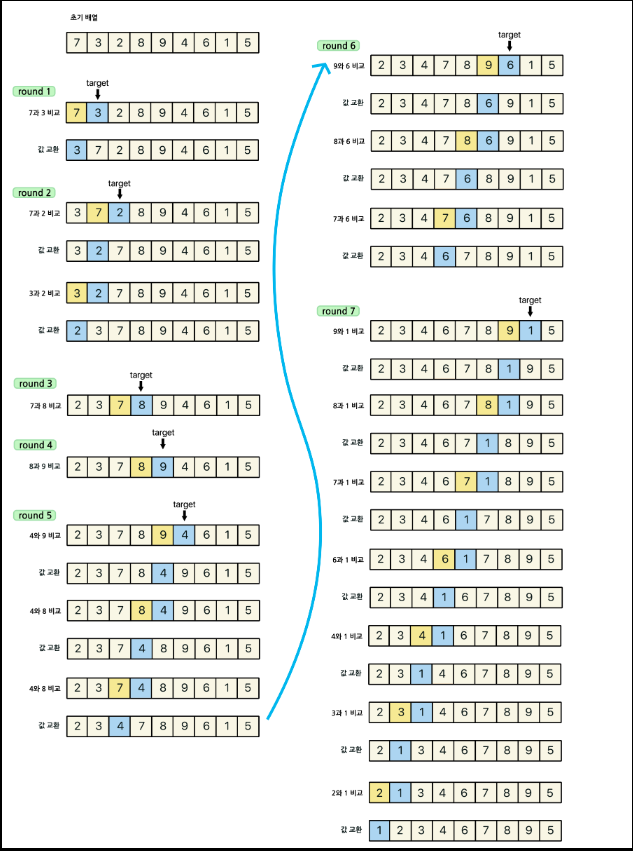 초기 배열
7 3 2 8 9 4 6 1 5
round 1
target
7과 3 비교 7 3 2 8 9 4 6 1 5
값 교환 3 7 2 8 9 4 6 1 5
round 2
target
7과 2 비교 3 7 2 8 9 4 6 1 5
값 교환 3 2 7 8 9 4 6 1 5
3과 2 비교 3 2 7 8 9 4 6 1 5
값 교환 2 3 7 8 9 4 6 1 5
round 3
target
7과 8 비교 2 3 7 8 9 4 6 1 5
round 4
target
8과 9 비교 2 3 7 8 9 4 6 1 5
round 5
target
4와 9 비교 2 3 7 8 9 4 6 1 5
값 교환 2 3 7 8 4 9 6 1 5
4와 8 비교 2 3 7 8 4 9 6 1 5
값 교환 2 3 7 4 8 9 6 1 5
4와 8 비교 2 3 7 4 8 9 6 1 5
값 교환 2 3 4 7 8 9 6 1 5
round 6
target
9와 6 비교 2 3 4 7 8 9 6 1 5
값 교환 2 3 4 7 8 6 9 1 5
8과 6 비교 2 3 4 7 8 6 9 1 5
값 교환 2 3 4 7 6 8 9 1 5
7과 6 비교 2 3 4 7 6 8 9 1 5
값 교환 2 3 4 6 7 8 9 1 5
round 7
target
9와 1 비교 2 3 4 6 7 8 9 1 5
값 교환 2 3 4 6 7 8 1 9 5
8과 1 비교 2 3 4 6 7 8 1 9 5
값 교환 2 3 4 6 7 1 8 9 5
7과 1 비교 2 3 4 6 7 1 8 9 5
값 교환 2 3 4 6 1 7 8 9 5
6과 1 비교 2 3 4 6 1 7 8 9 5
값 교환 2 3 4 1 6 7 8 9 5
4와 1 비교 2 3 4 1 6 7 8 9 5
값 교환 2 3 1 4 6 7 8 9 5
3과 1 비교 2 3 1 4 6 7 8 9 5
값 교환 2 1 3 4 6 7 8 9 5
2와 1 비교 2 1 3 4 6 7 8 9 5
값 교환 1 2 3 4 6 7 8 9 5